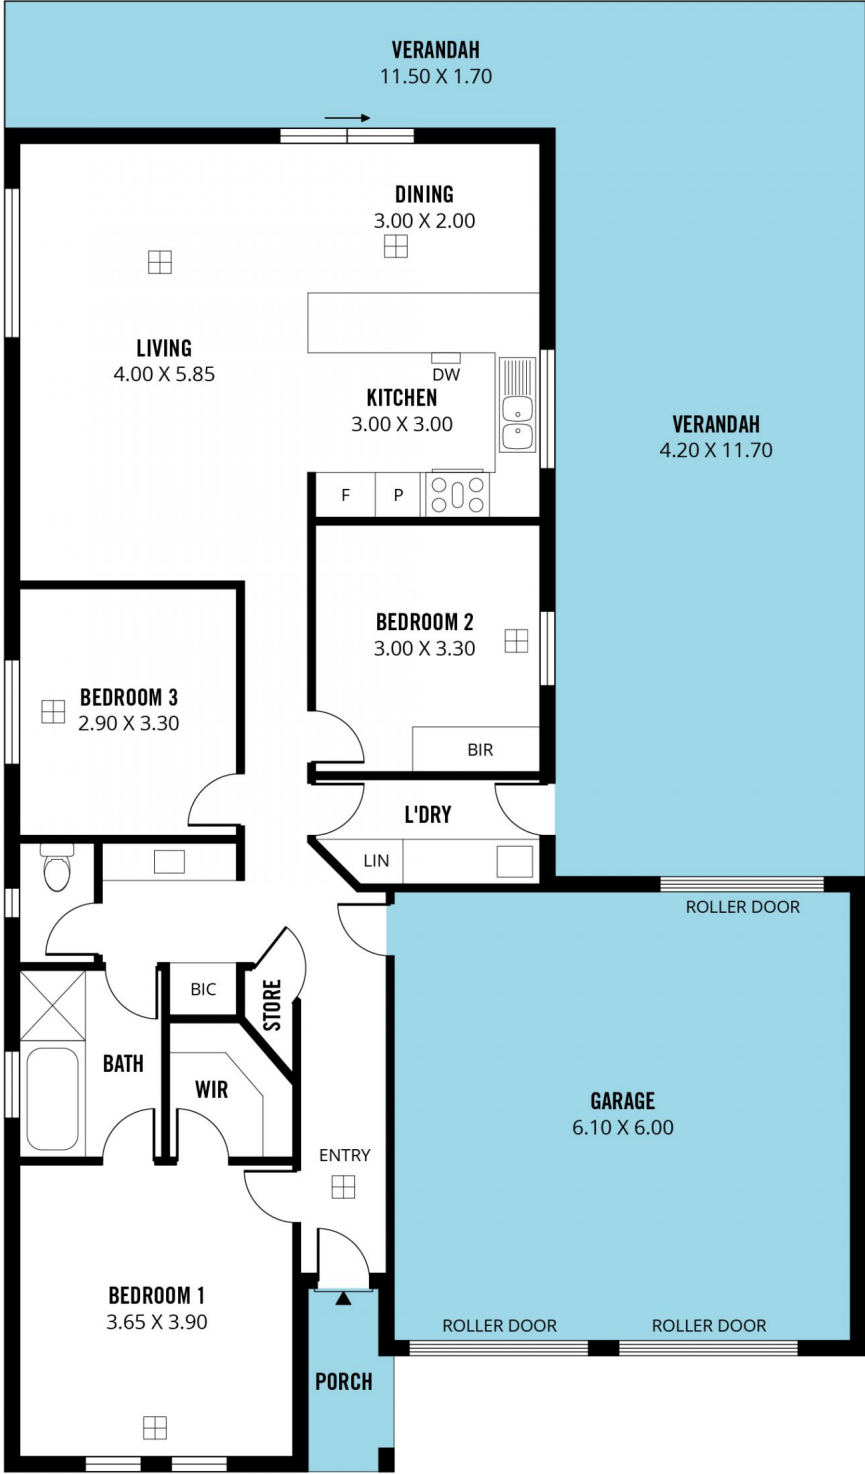 VERANDAH
11.50 X 1.70
DINING
3.00 X 2.00
LIVING
4.00 X 5.85
DW
KITCHEN
3.00 X 3.00
VERANDAH
4.20 X 11.70
F
P
BEDROOM 2
3.00 X 3.30
BEDROOM 3
2.90 X 3.30
BIR
L'DRY
LIN
ROLLER DOOR
BIC
STORE
BATH
WIR
GARAGE
6.10 X 6.00
ENTRY
BEDROOM 1
3.65 X 3.90
ROLLER DOOR
ROLLER DOOR
PORCH